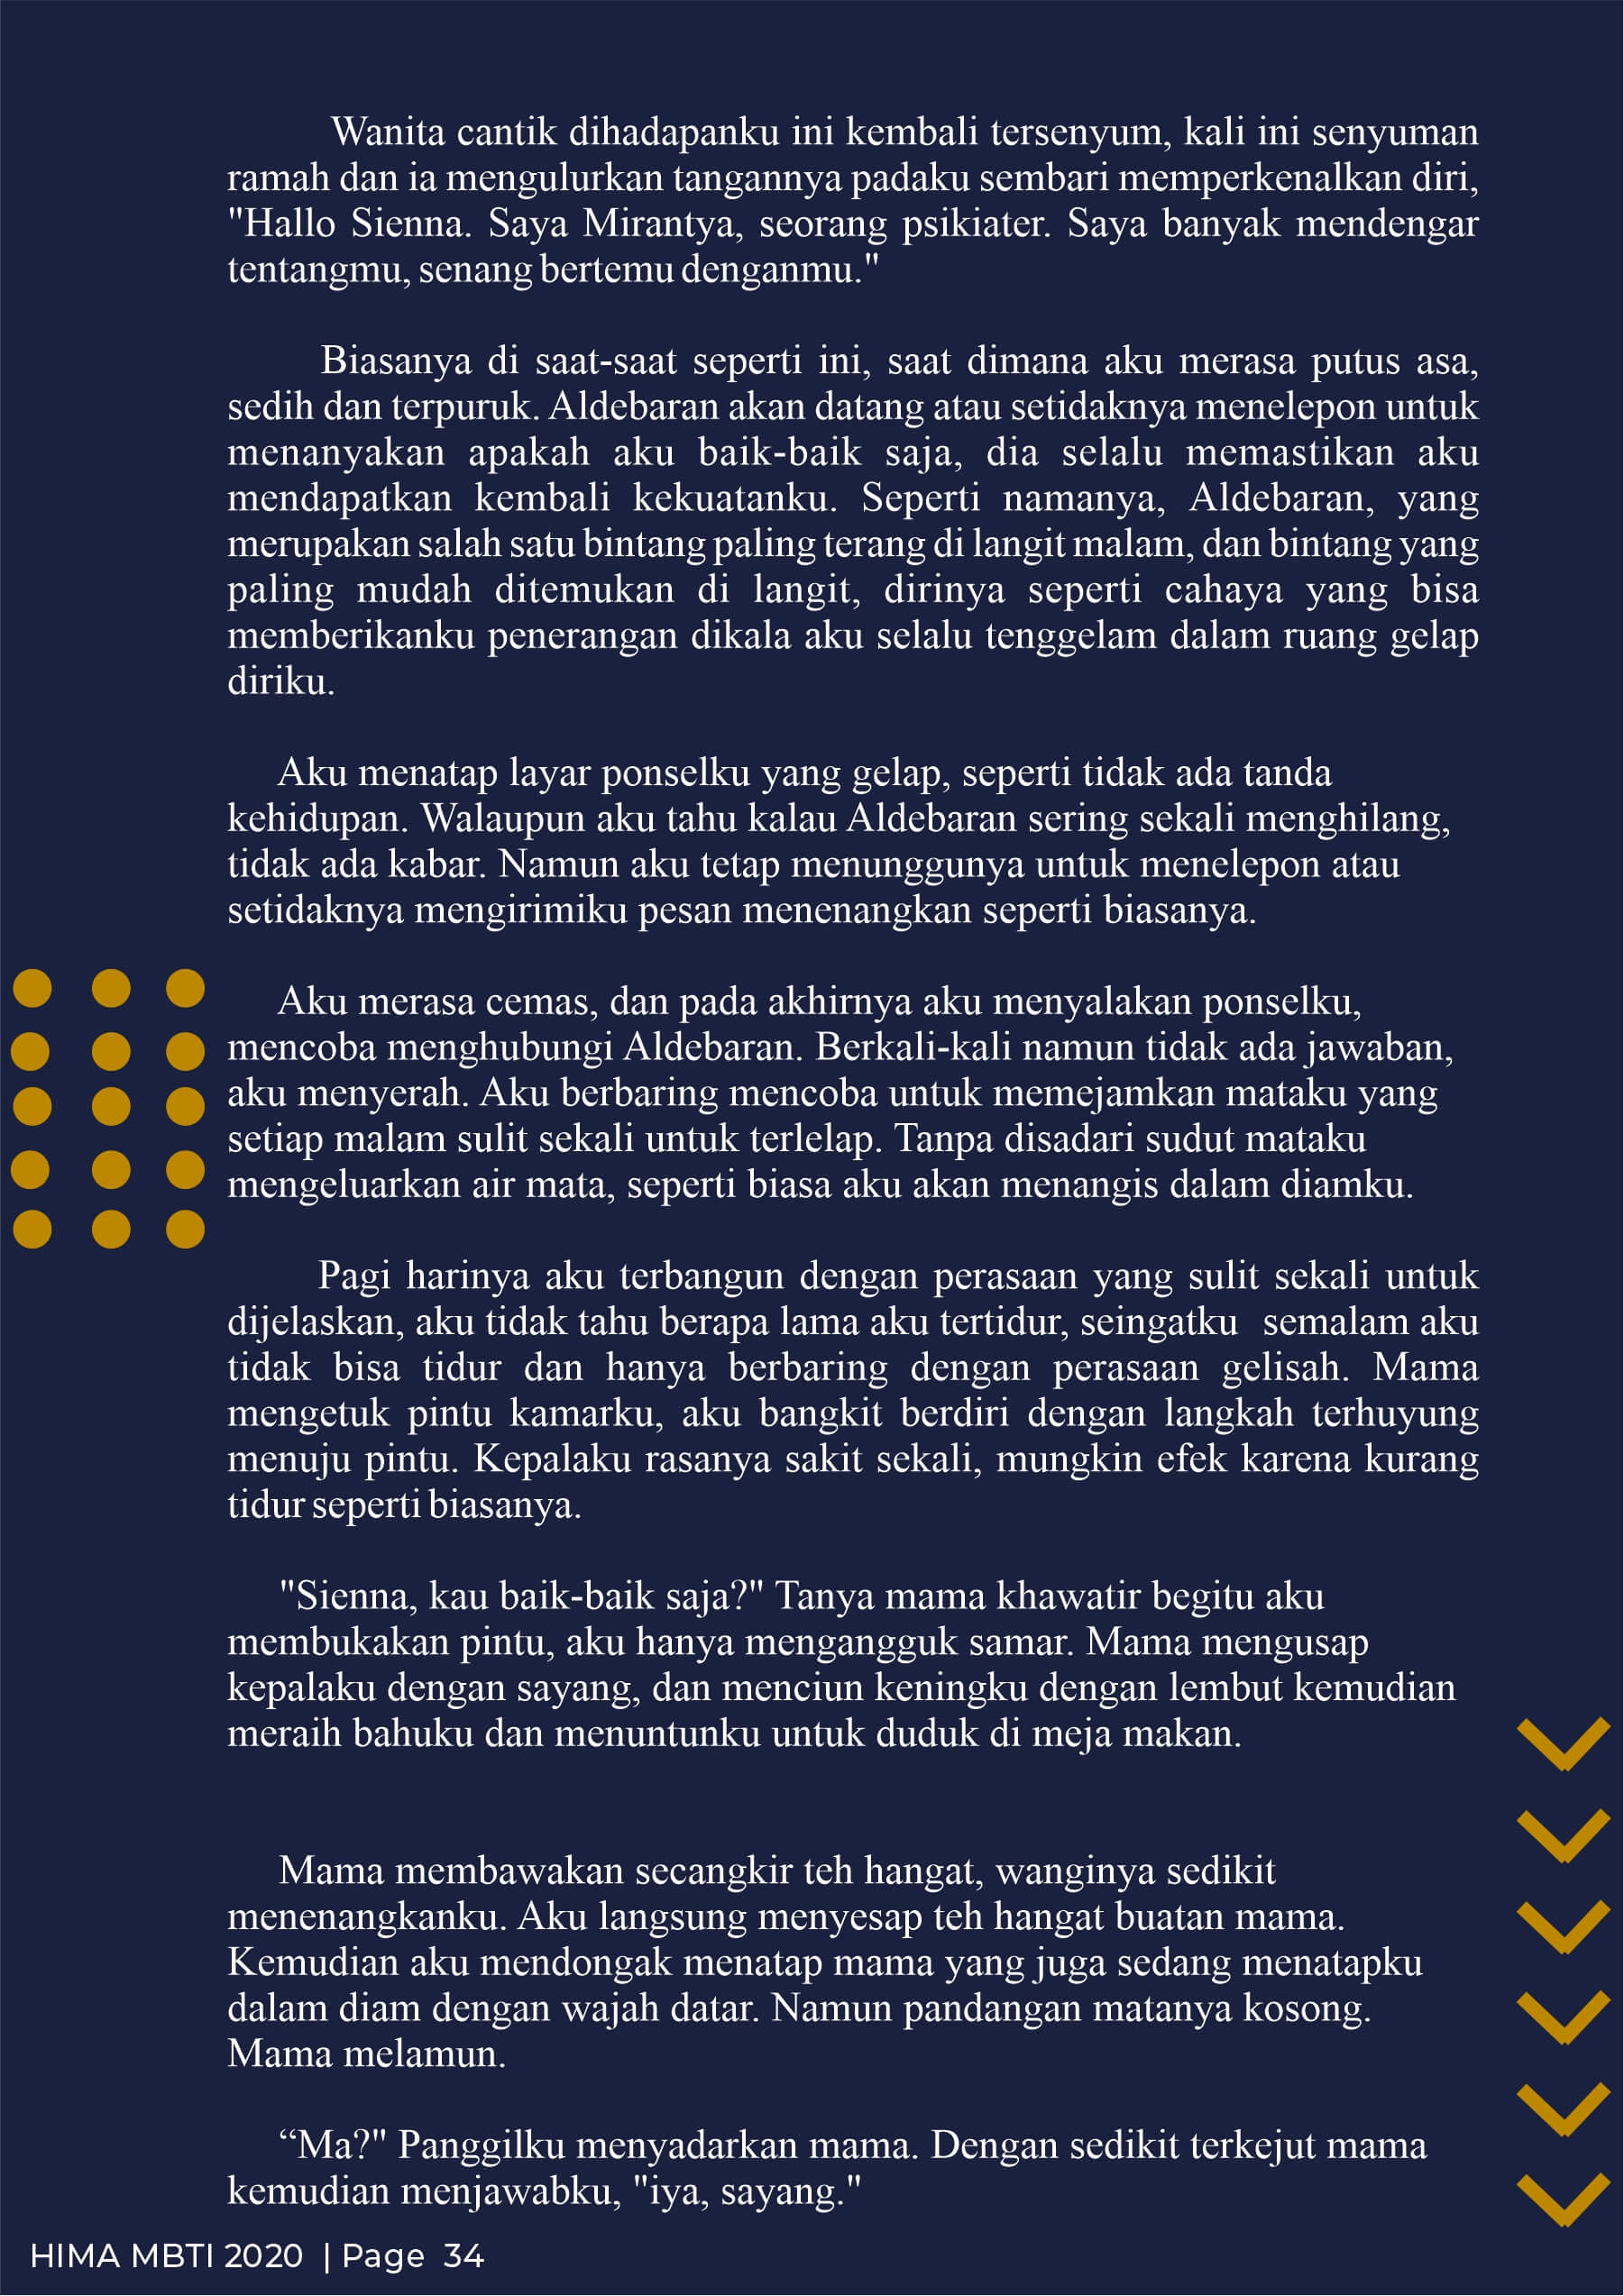 Wanita cantik dihadapanku ini kembali tersenyum, kali ini senyuman
ramah dan ia mengulurkan tangannya padaku sembari memperkenalkan diri,
"Hallo Sienna. Saya Mirantya, seorang psikiater. Saya banyak mendengar
tentangmu, senang bertemu denganmu."
Biasanya di saat-saat seperti ini, saat dimana aku merasa putus asa,
sedih dan terpuruk. Aldebaran akan datang atau setidaknya menelepon untuk
menanyakan apakah aku baik-baik saja, dia selalu memastikan aku
mendapatkan kembali kekuatanku. Seperti namanya, Aldebaran, yang
merupakan salah satu bintang paling terang di langit malam, dan bintang yang
paling mudah ditemukan di langit, dirinya seperti cahaya yang bisa
memberikanku penerangan dikala aku selalu tenggelam dalam ruang gelap
diriku.
Aku menatap layar ponselku yang gelap, seperti tidak ada tanda
kehidupan. Walaupun aku tahu kalau Aldebaran sering sekali menghilang,
tidak ada kabar. Namun aku tetap menunggunya untuk menelepon atau
setidaknya mengirimiku pesan menenangkan seperti biasanya.
Aku merasa cemas, dan pada akhirnya aku menyalakan ponselku,
mencoba menghubungi Aldebaran. Berkali-kali namun tidak ada jawaban,
aku menyerah. Aku berbaring mencoba untuk memejamkan mataku yang
setiap malam sulit sekali untuk terlelap. Tanpa disadari sudut mataku
mengeluarkan air mata, seperti biasa aku akan menangis dalam diamku.
Pagi harinya aku terbangun dengan perasaan yang sulit sekali untuk
dijelaskan, aku tidak tahu berapa lama aku tertidur, seingatku semalam aku
tidak bisa tidur dan hanya berbaring dengan perasaan gelisah. Mama
mengetuk pintu kamarku, aku bangkit berdiri dengan langkah terhuyung
menuju pintu. Kepalaku rasanya sakit sekali, mungkin efek karena kurang
tidur seperti biasanya.
"Sienna, kau baik-baik saja?" Tanya mama khawatir begitu aku
membukakan pintu, aku hanya mengangguk samar. Mama mengusap
kepalaku dengan sayang, dan menciun keningku dengan lembut kemudian
meraih bahuku dan menuntunku untuk duduk di meja makan.
Mama membawakan secangkir teh hangat, wanginya sedikit
menenangkanku. Aku langsung menyesap teh hangat buatan mama.
Kemudian aku mendongak menatap mama yang juga sedang menatapku
dalam diam dengan wajah datar. Namun pandangan matanya kosong.
Mama melamun.
“Ma?" Panggilku menyadarkan mama. Dengan sedikit terkejut mama
kemudian menjawabku, "iya, sayang."
HIMA MBTI 2020 | Page 34